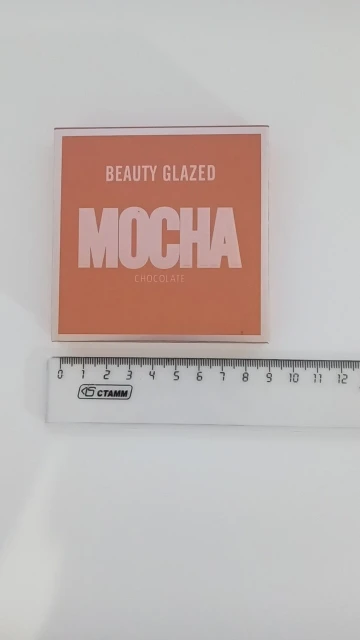 BEAUTY GLAZED
MOCHA
CHOCOLATE
0 1 2 3 4 5 6 7 8 9 10 11 12
СТАММ